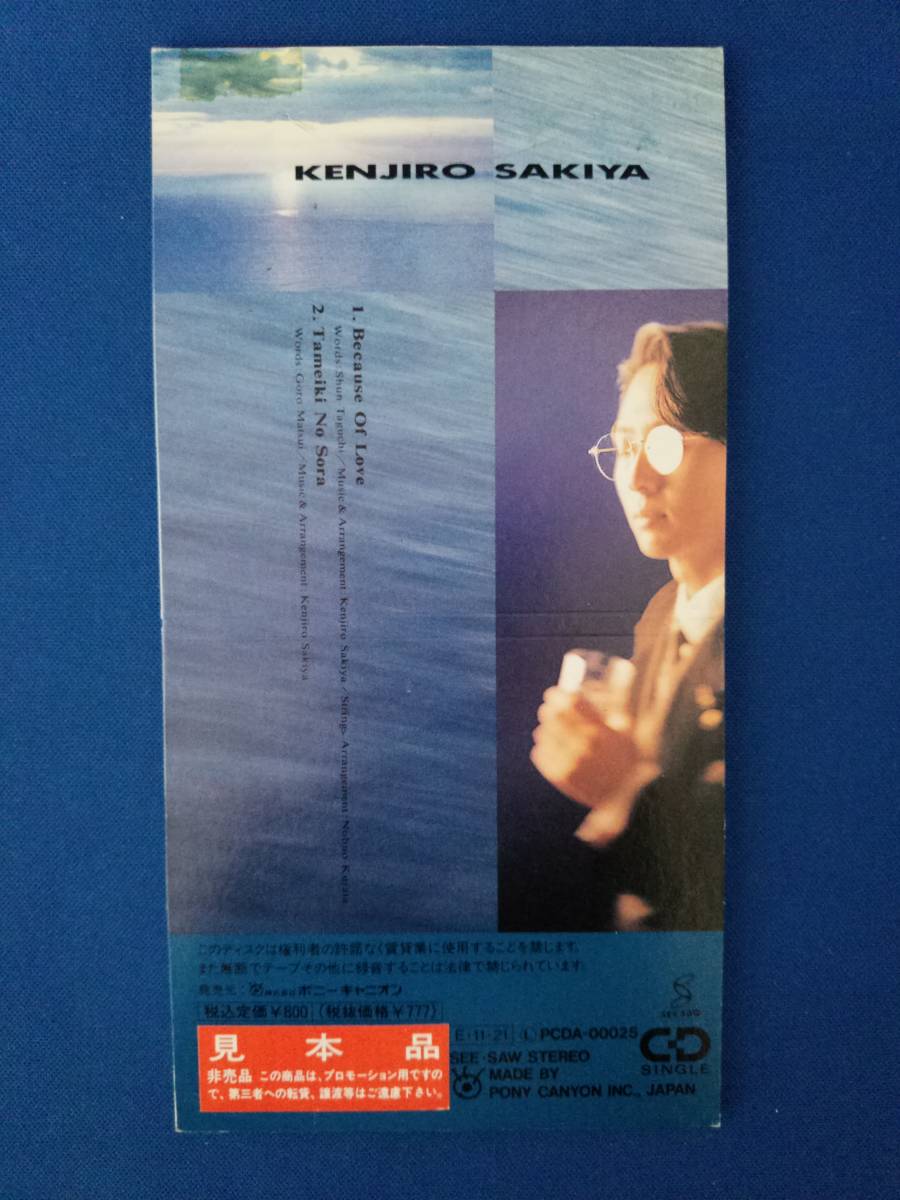 KENJIRO SAKIYA
1. Because Of Love
Words: Shun Taguchi／Music & Arrangement: Kenjiro Sakiya／Strings Arrangement: Nobuo Kurata
2. Tameiki No Sora
Words: Goro Matsui／Music & Arrangement: Kenjiro Sakiya
このディスクは権利者の許諾なく賃貸業に使用することを禁じます。
また無断でテープその他に録音することは法律で禁じられています。
発売元：株式会社ポニーキャニオン
税込定価￥800 (税抜価格￥777)
E・11・21 Ⓛ PCDA-00025
SEE・SAW STEREO
MADE BY
PONY CANYON INC., JAPAN
SEE・SAW
CD
SINGLE
見本品
非売品 この商品は、プロモーション用ですの
で、第三者への転貸、譲渡等はご遠慮下さい。